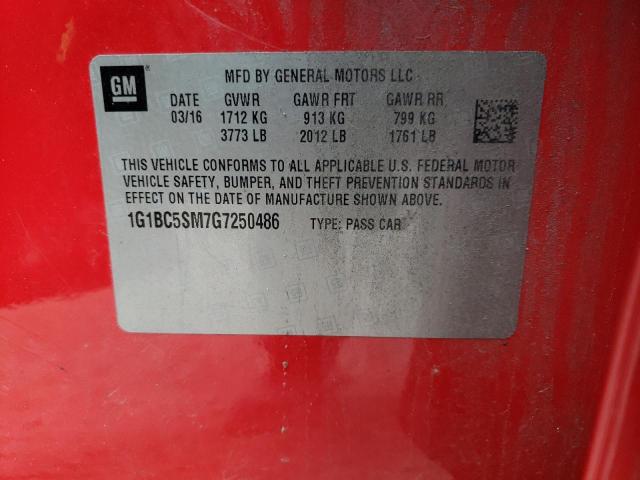 GM
MFD BY GENERAL MOTORS LLC
DATE GVWR GAWR FRT GAWR RR
03/16 1712 KG 913 KG 799 KG
3773 LB 2012 LB 1761 LB
THIS VEHICLE CONFORMS TO ALL APPLICABLE U.S. FEDERAL MOTOR
VEHICLE SAFETY, BUMPER, AND THEFT PREVENTION STANDARDS IN
EFFECT ON THE DATE OF MANUFACTURE SHOWN ABOVE.
1G1BC5SM7G7250486 TYPE: PASS CAR